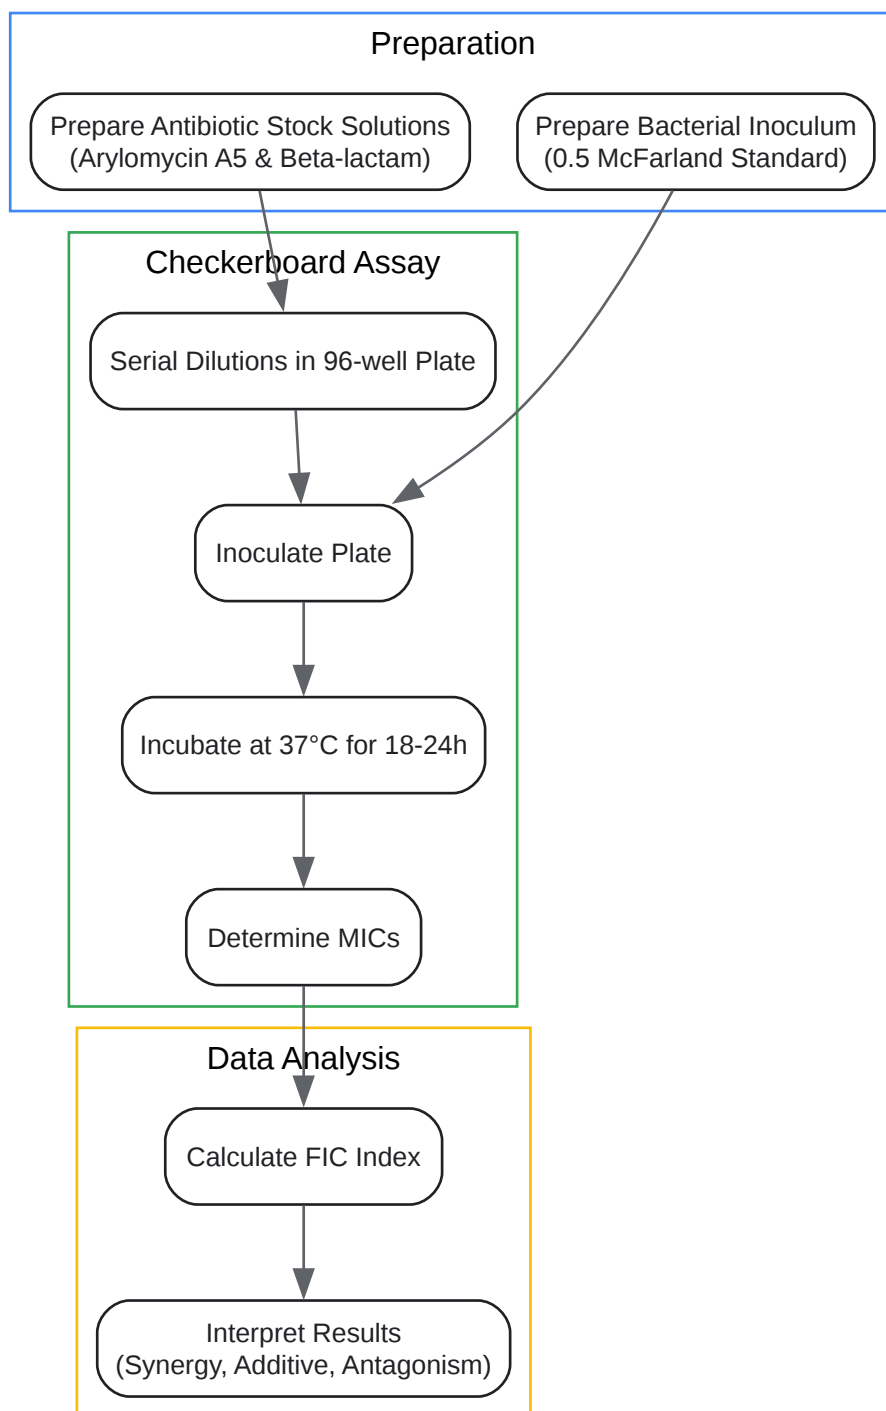 Preparation
Prepare Antibiotic Stock Solutions
(Arylomycin A5 & Beta-lactam)
Prepare Bacterial Inoculum
(0.5 McFarland Standard)
Checkerboard Assay
Serial Dilutions in 96-well Plate
Inoculate Plate
Incubate at 37°C for 18-24h
Determine MICs
Data Analysis
Calculate FIC Index
Interpret Results
(Synergy, Additive, Antagonism)